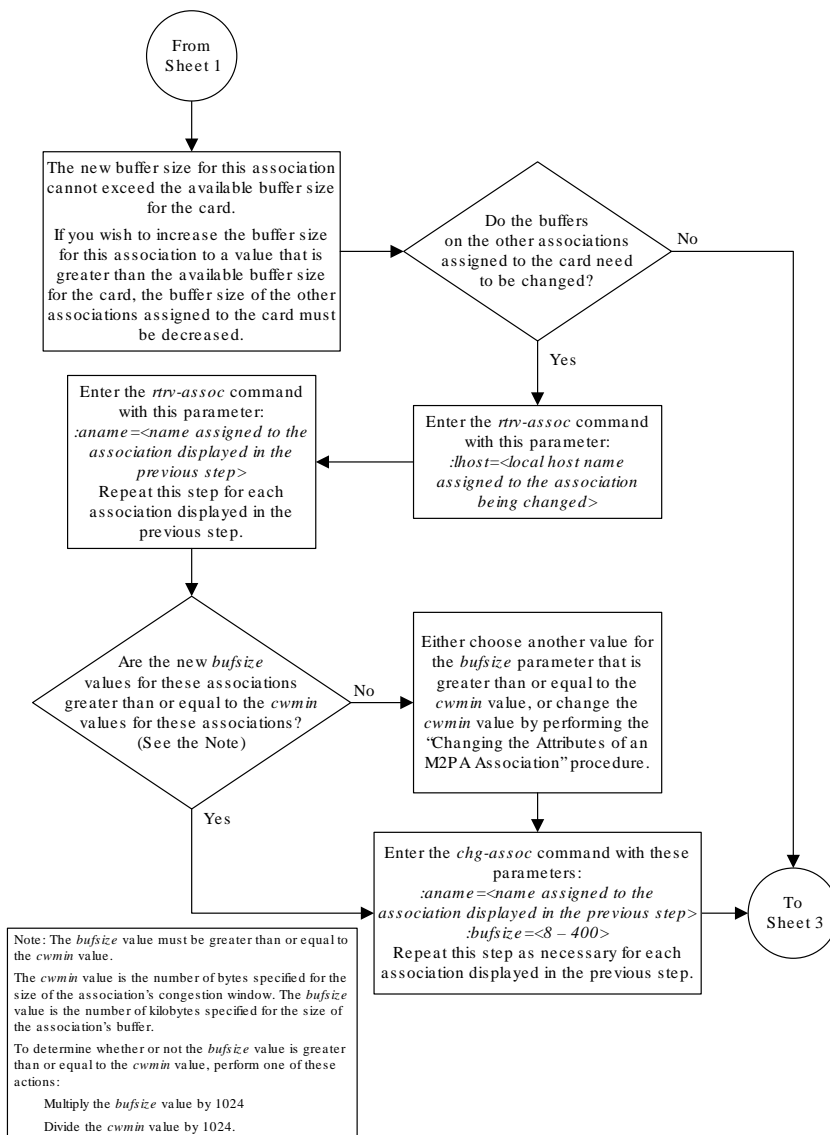 From
Sheet 1
The new buffer size for this association
cannot exceed the available buffer size
for the card.
If you wish to increase the buffer size
for this association to a value that is
greater than the available buffer size
for the card, the buffer size of the other
associations assigned to the card must
be decreased.
Do the buffers
on the other associations
assigned to the card need
to be changed?
No
Yes
Enter the rtrv-assoc command
with this parameter:
:lhost=<local host name
assigned to the association
being changed>
Enter the rtrv-assoc command
with this parameter:
:aname=<name assigned to the
association displayed in the
previous step>
Repeat this step for each
association displayed in the
previous step.
Are the new bufsize
values for these associations
greater than or equal to the cwmin
values for these associations?
(See the Note)
No
Yes
Either choose another value for
the bufsize parameter that is
greater than or equal to the
cwmin value, or change the
cwmin value by performing the
“Changing the Attributes of an
M2PA Association” procedure.
Enter the chg-assoc command with these
parameters:
:aname=<name assigned to the
association displayed in the previous step>
:bufsize=<8 – 400>
Repeat this step as necessary for each
association displayed in the previous step.
To
Sheet 3
Note: The bufsize value must be greater than or equal to
the cwmin value.
The cwmin value is the number of bytes specified for the
size of the association’s congestion window. The bufsize
value is the number of kilobytes specified for the size of
the association’s buffer.
To determine whether or not the bufsize value is greater
than or equal to the cwmin value, perform one of these
actions:
Multiply the bufsize value by 1024
Divide the cwmin value by 1024.